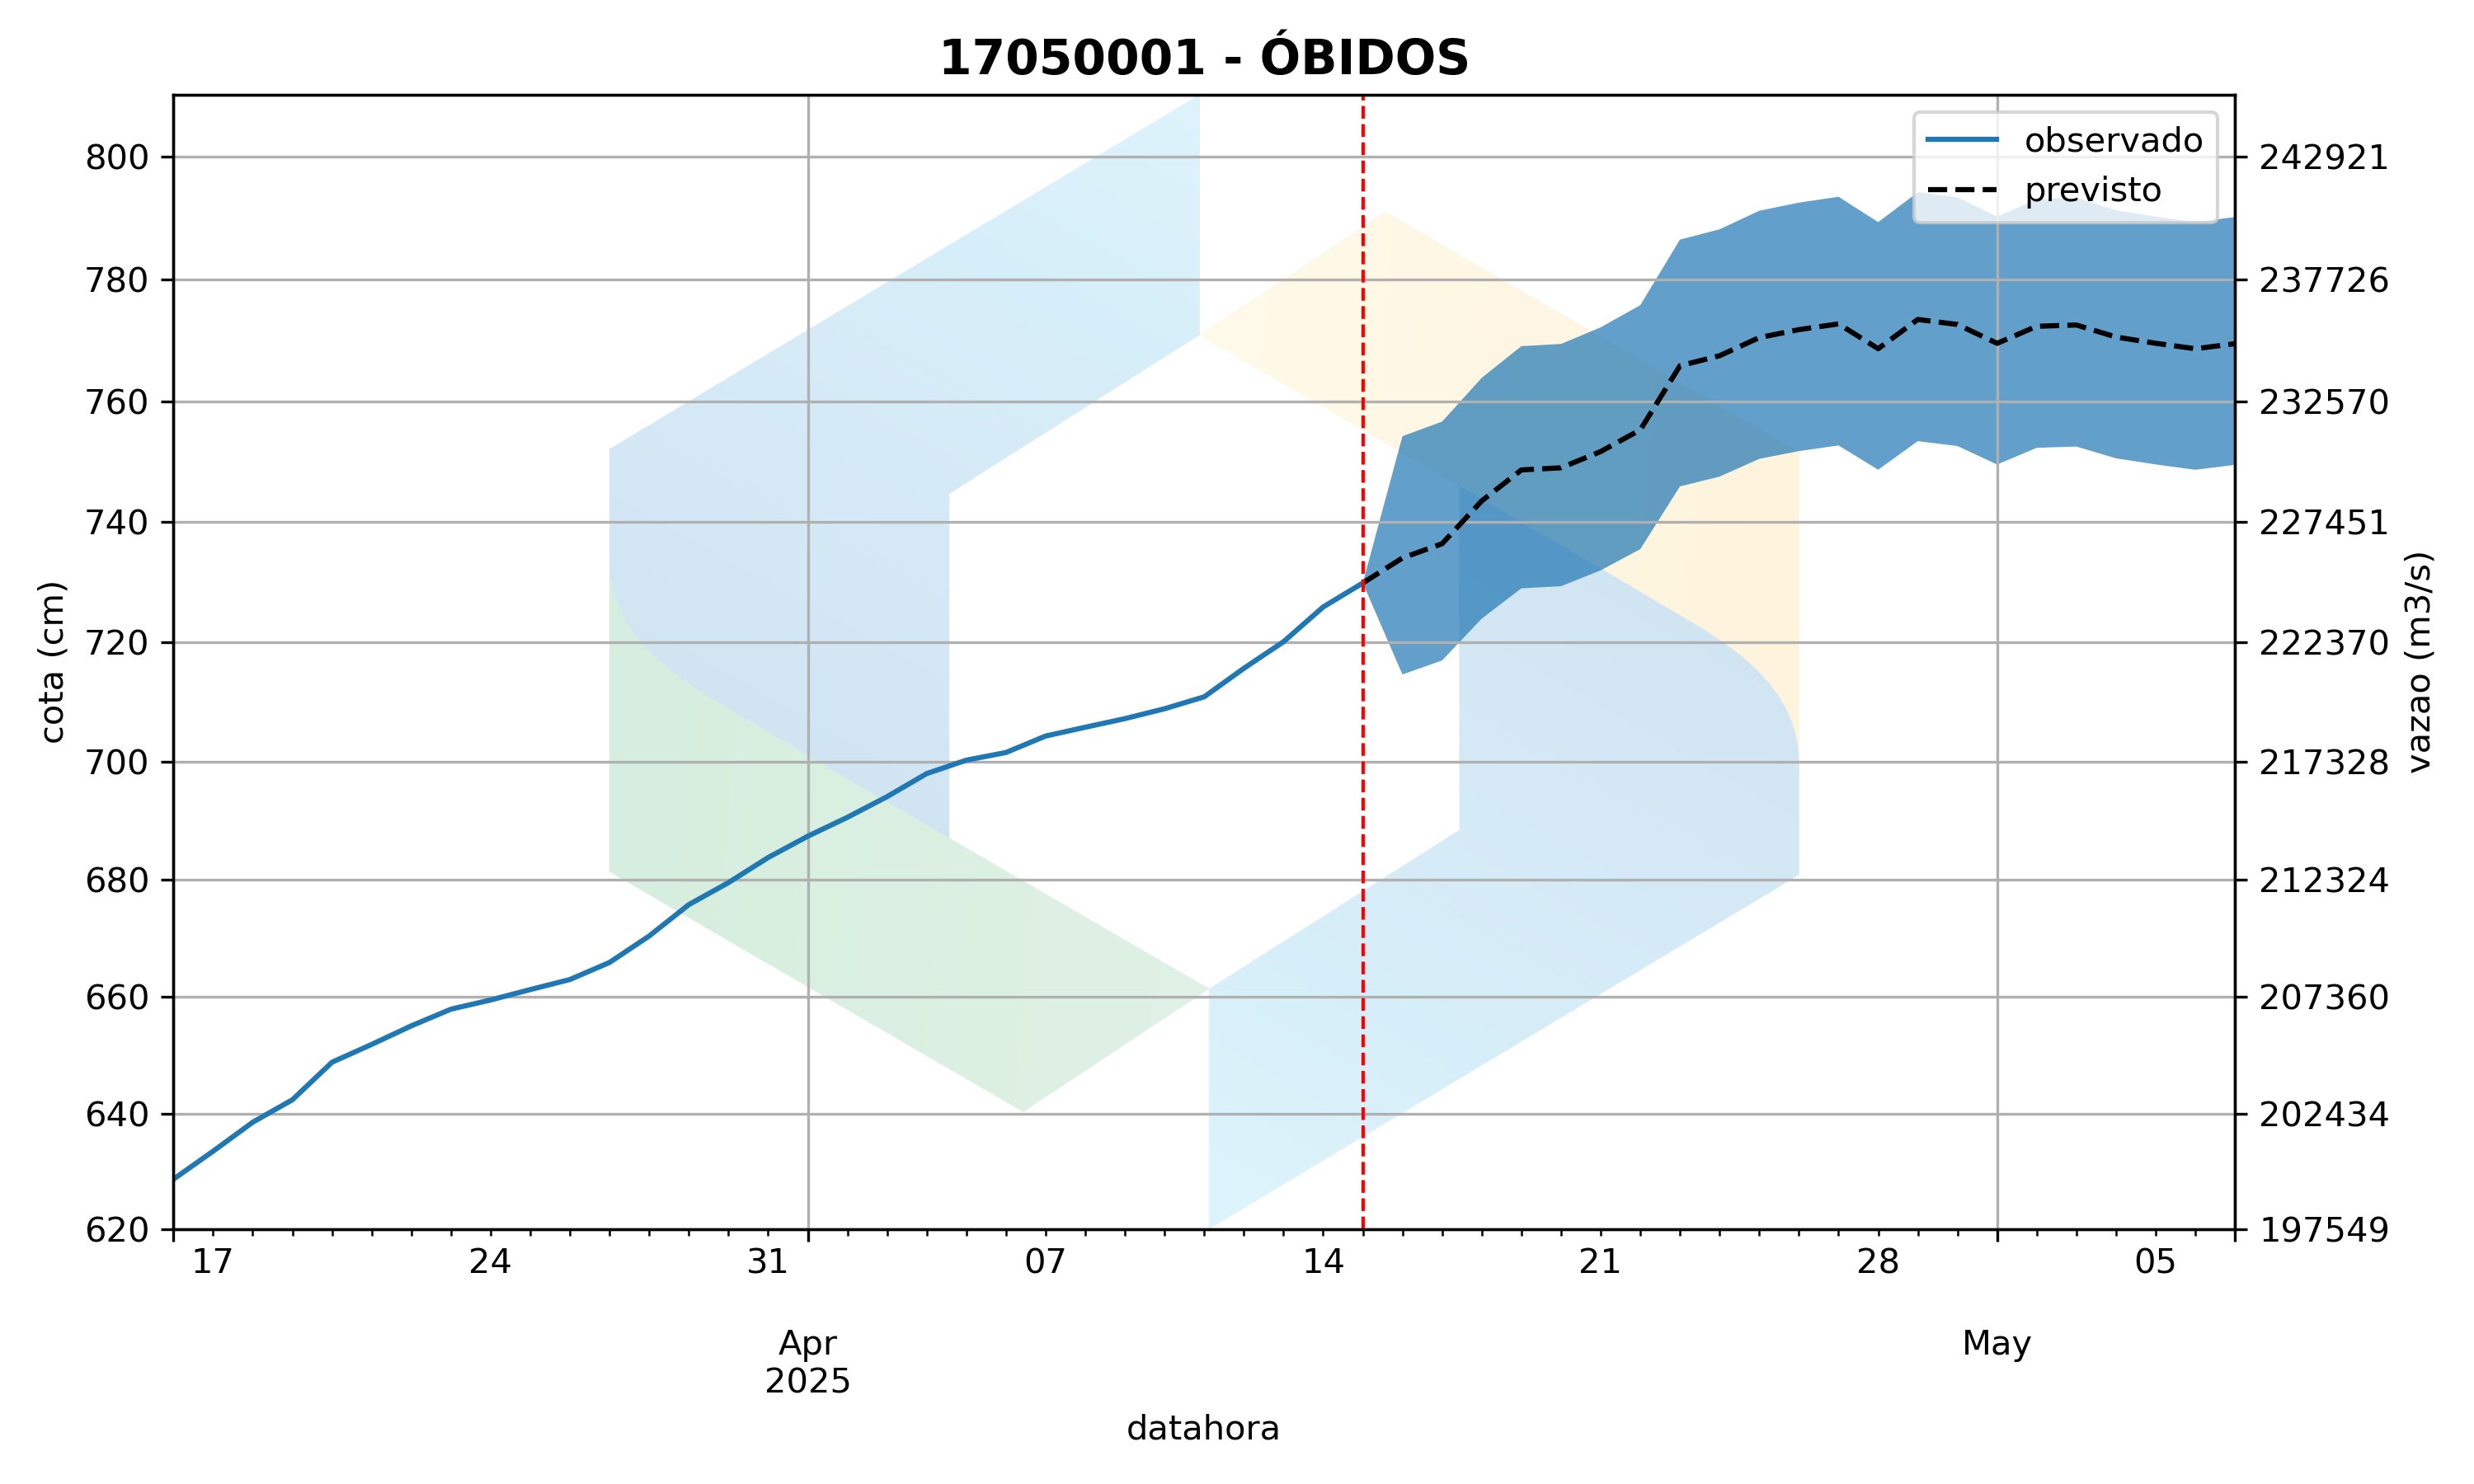 17050001 - ÓBIDOS
observado
previsto
800
780
760
740
720
700
680
660
640
620
cota (cm)
242921
237726
232570
227451
222370
217328
212324
207360
202434
197549
vazao (m3/s)
17 24 31 07 14 21 28 05
Apr May
2025
datahora